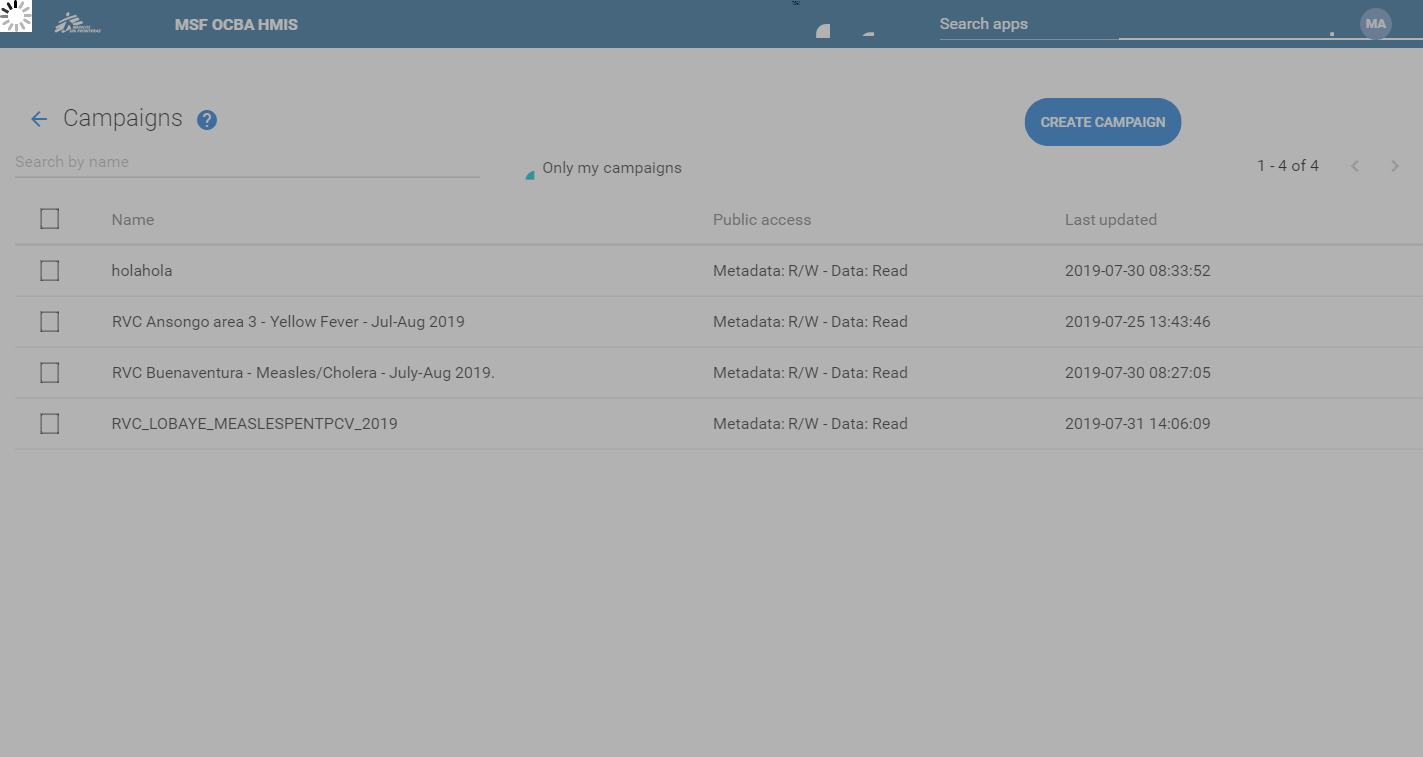 MSF OCBA HMIS
Search apps
MA
Campaigns ?
CREATE CAMPAIGN
Search by name
Only my campaigns
1 - 4 of 4
Name Public access Last updated
holahola Metadata: R/W - Data: Read 2019-07-30 08:33:52
RVC Ansongo area 3 - Yellow Fever - Jul-Aug 2019 Metadata: R/W - Data: Read 2019-07-25 13:43:46
RVC Buenaventura - Measles/Cholera - July-Aug 2019. Metadata: R/W - Data: Read 2019-07-30 08:27:05
RVC_LOBAYE_MEASLESPENTPCV_2019 Metadata: R/W - Data: Read 2019-07-31 14:06:09